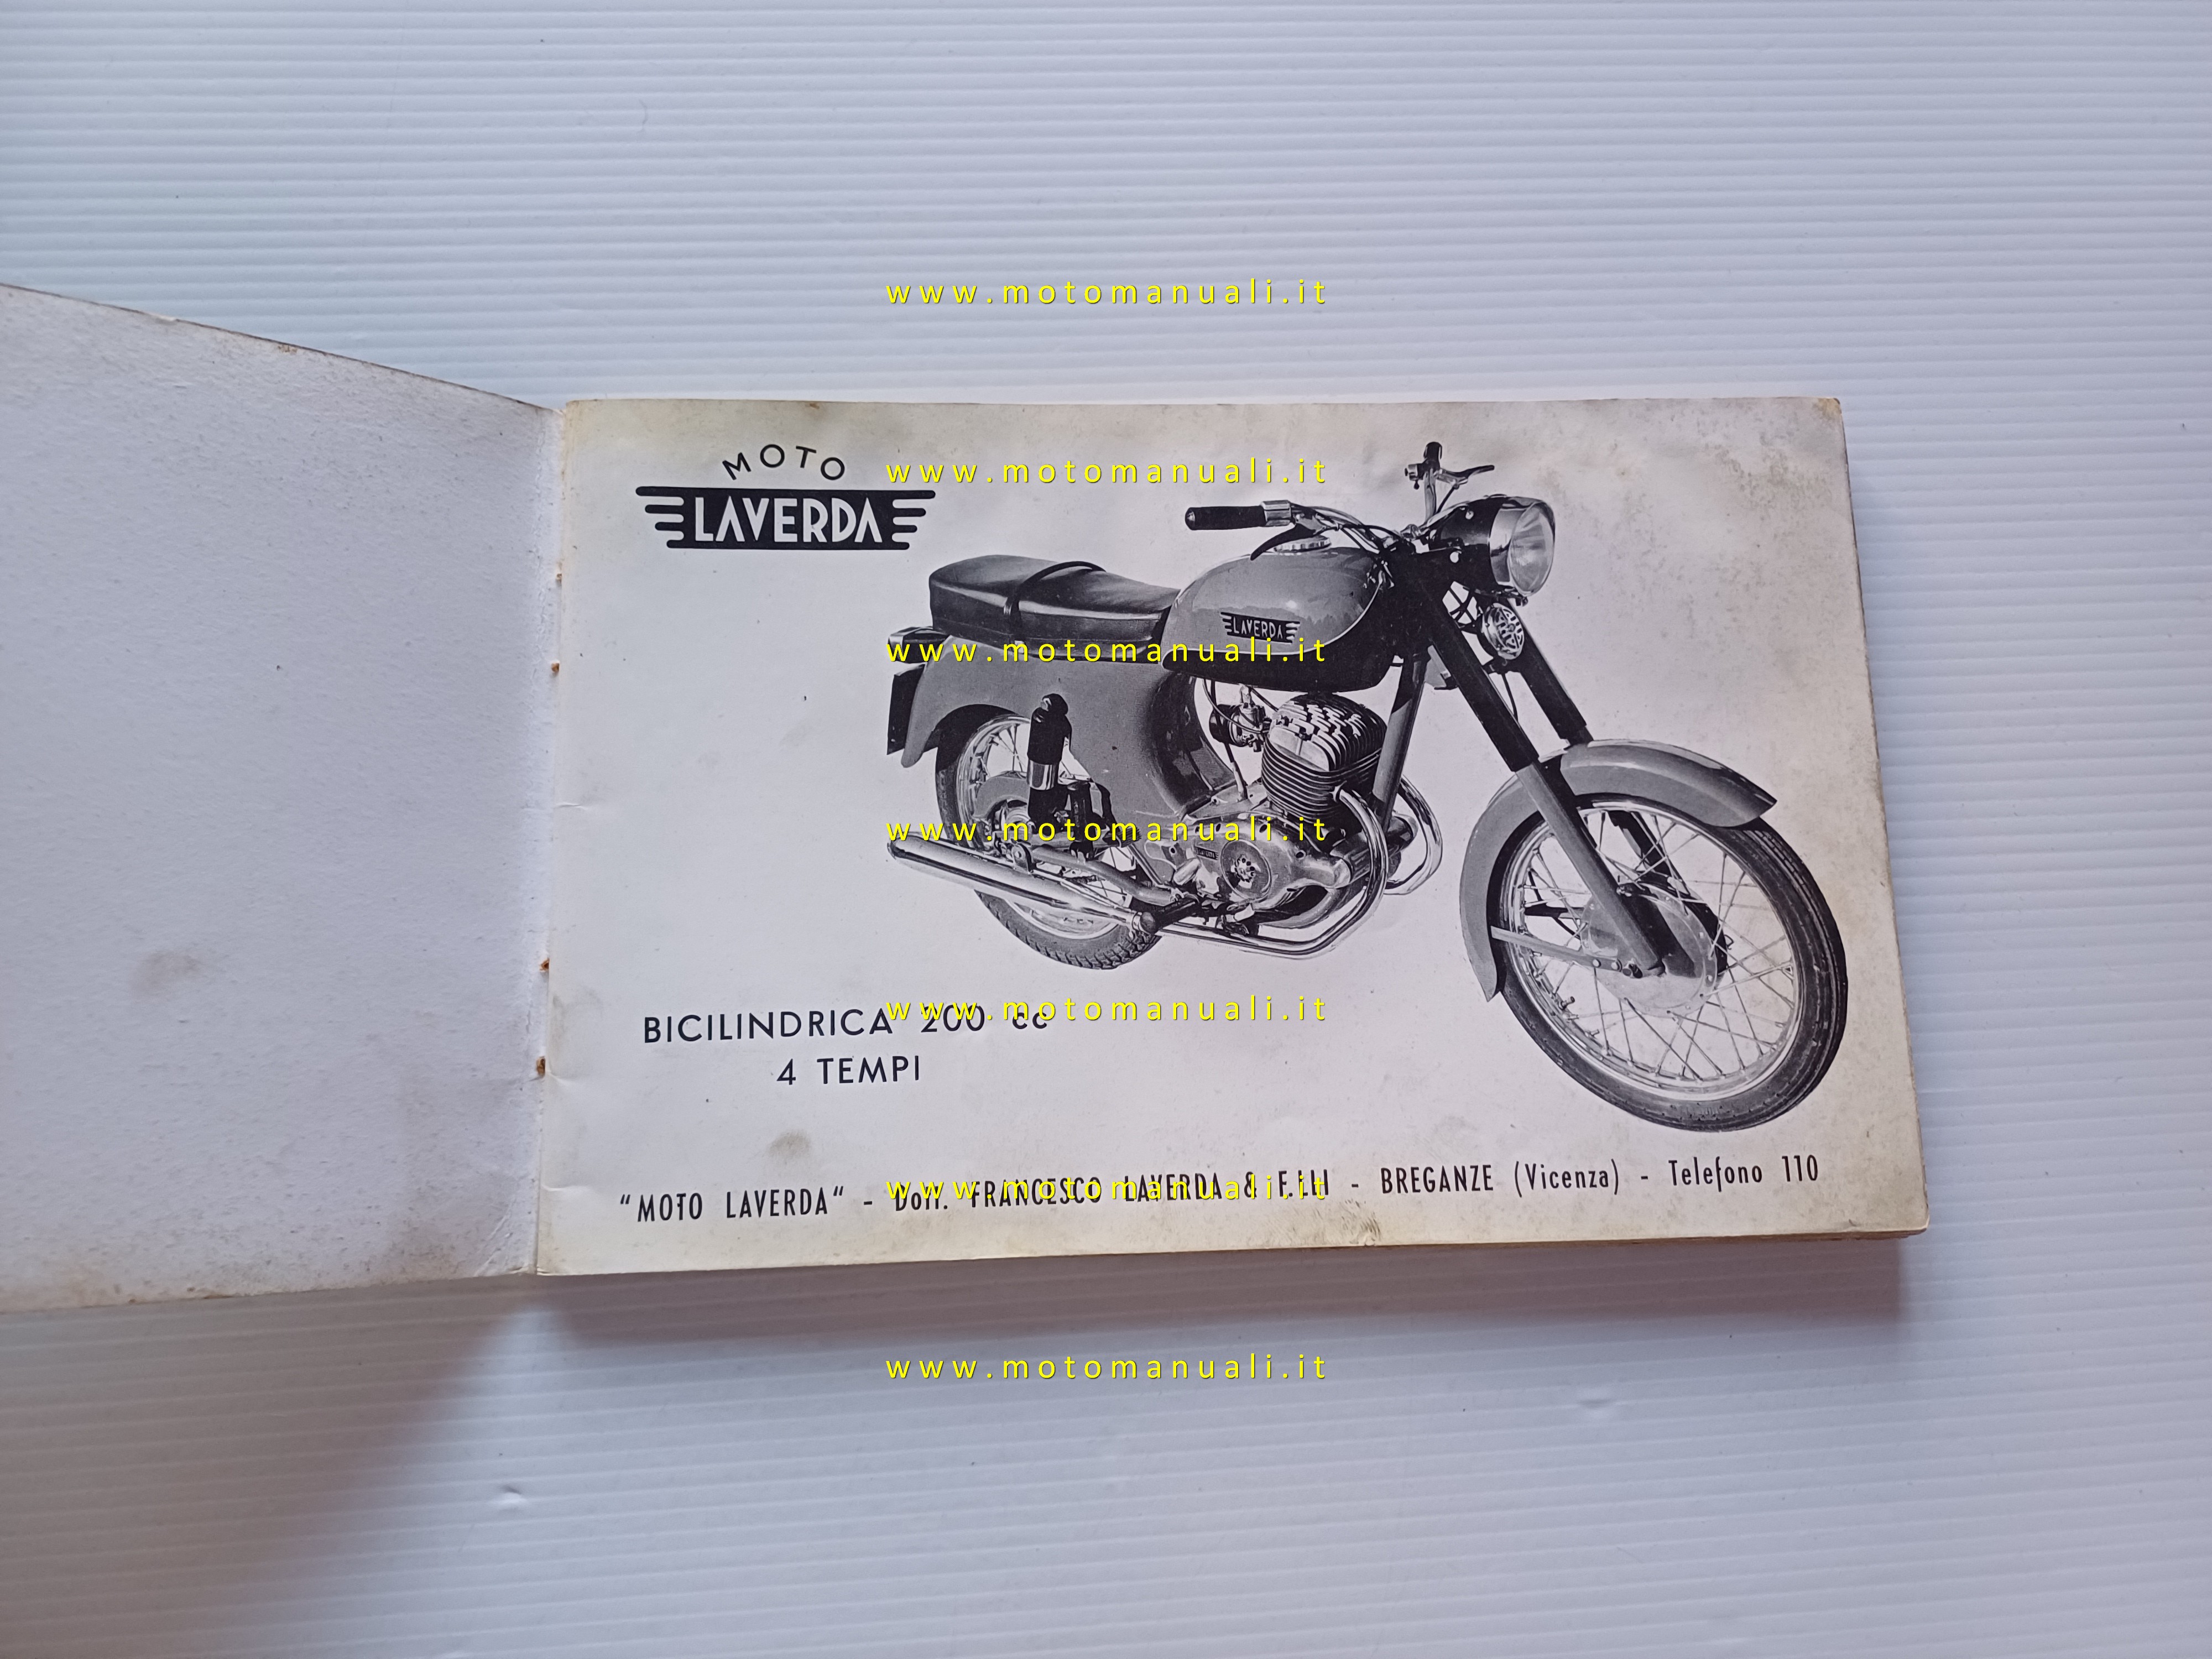 www.motomanuali.it
MOTO
LAVERDA
www.motomanuali.it
LAVERDA
www.motomanuali.it
www.motomanuali.it
BICILINDRICA 200 cc
www.motomanuali.it
4 TEMPI
"MOTO LAVERDA" - Dott. FRANCESCO LAVERDA & F.LLI - BREGANZE (Vicenza) - Telefono 110
www.motomanuali.it
www.motomanuali.it